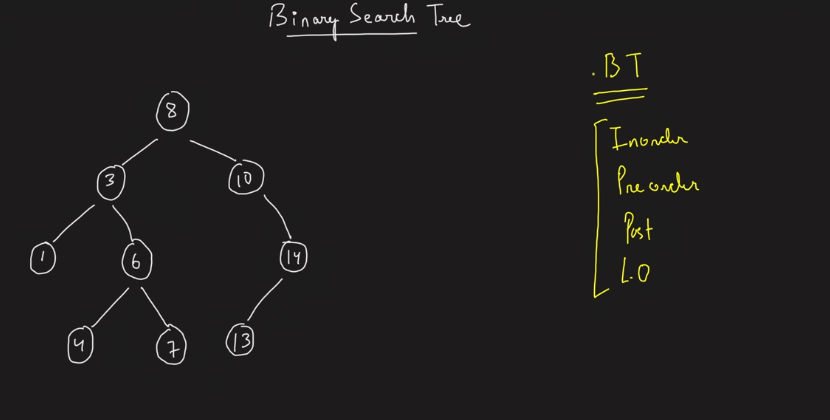 Binary Search Tree
.BT
Inorder
Preorder
Post
L.O
8
3
10
1
6
14
4
7
13